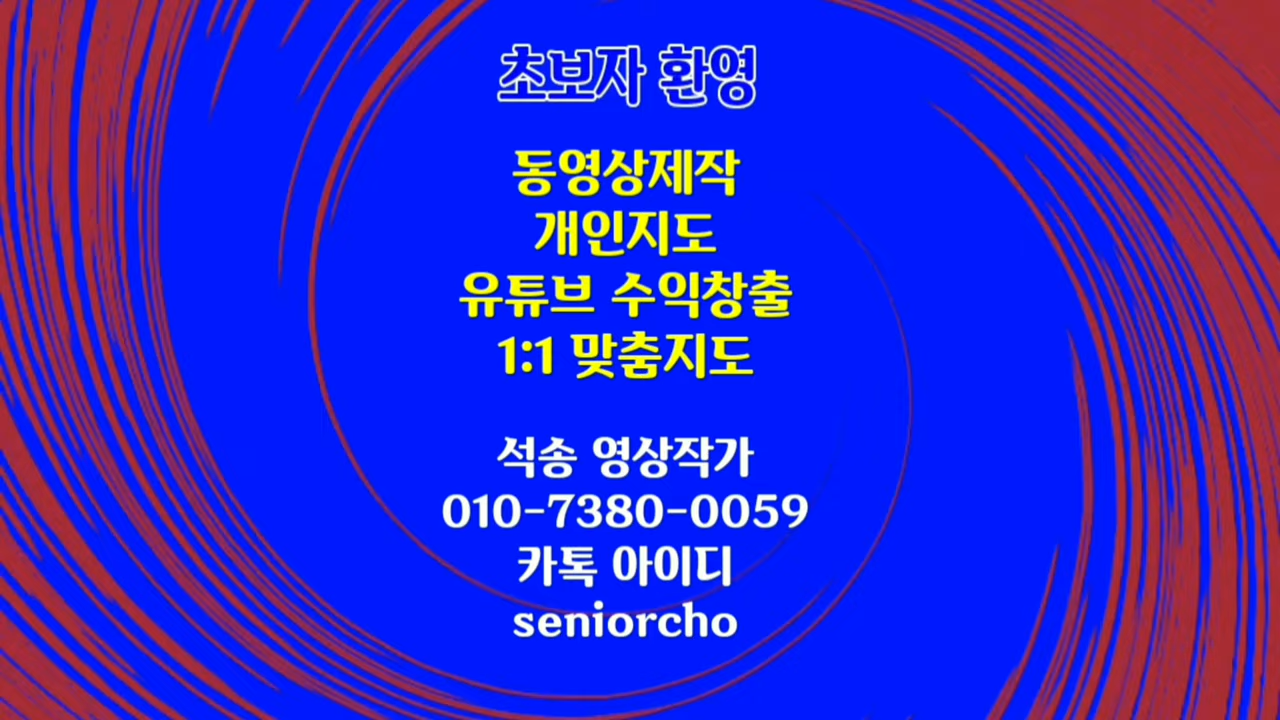 초보자 환영
동영상제작
개인지도
유튜브 수익창출
1:1 맞춤지도
석송 영상작가
010-7380-0059
카톡 아이디
seniorcho